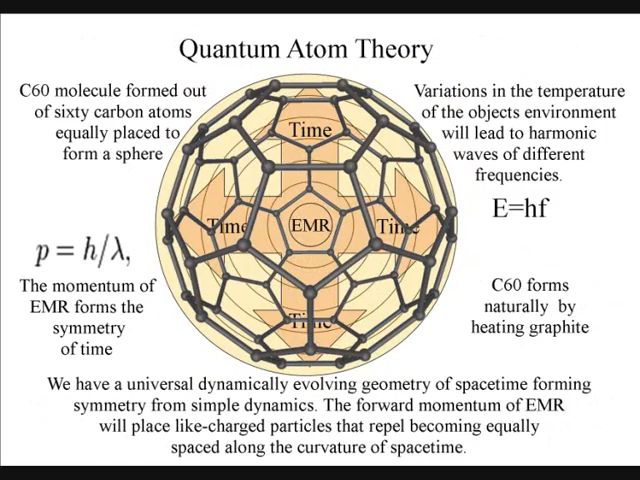 Quantum Atom Theory
C60 molecule formed out
of sixty carbon atoms
equally placed to
form a sphere
Variations in the temperature
of the objects environment
will lead to harmonic
waves of different
frequencies.
E=hf
Time
Time
EMR
Time
Time
p = h/λ,
The momentum of
EMR forms the
symmetry
of time
C60 forms
naturally by
heating graphite
We have a universal dynamically evolving geometry of spacetime forming
symmetry from simple dynamics. The forward momentum of EMR
will place like-charged particles that repel becoming equally
spaced along the curvature of spacetime.